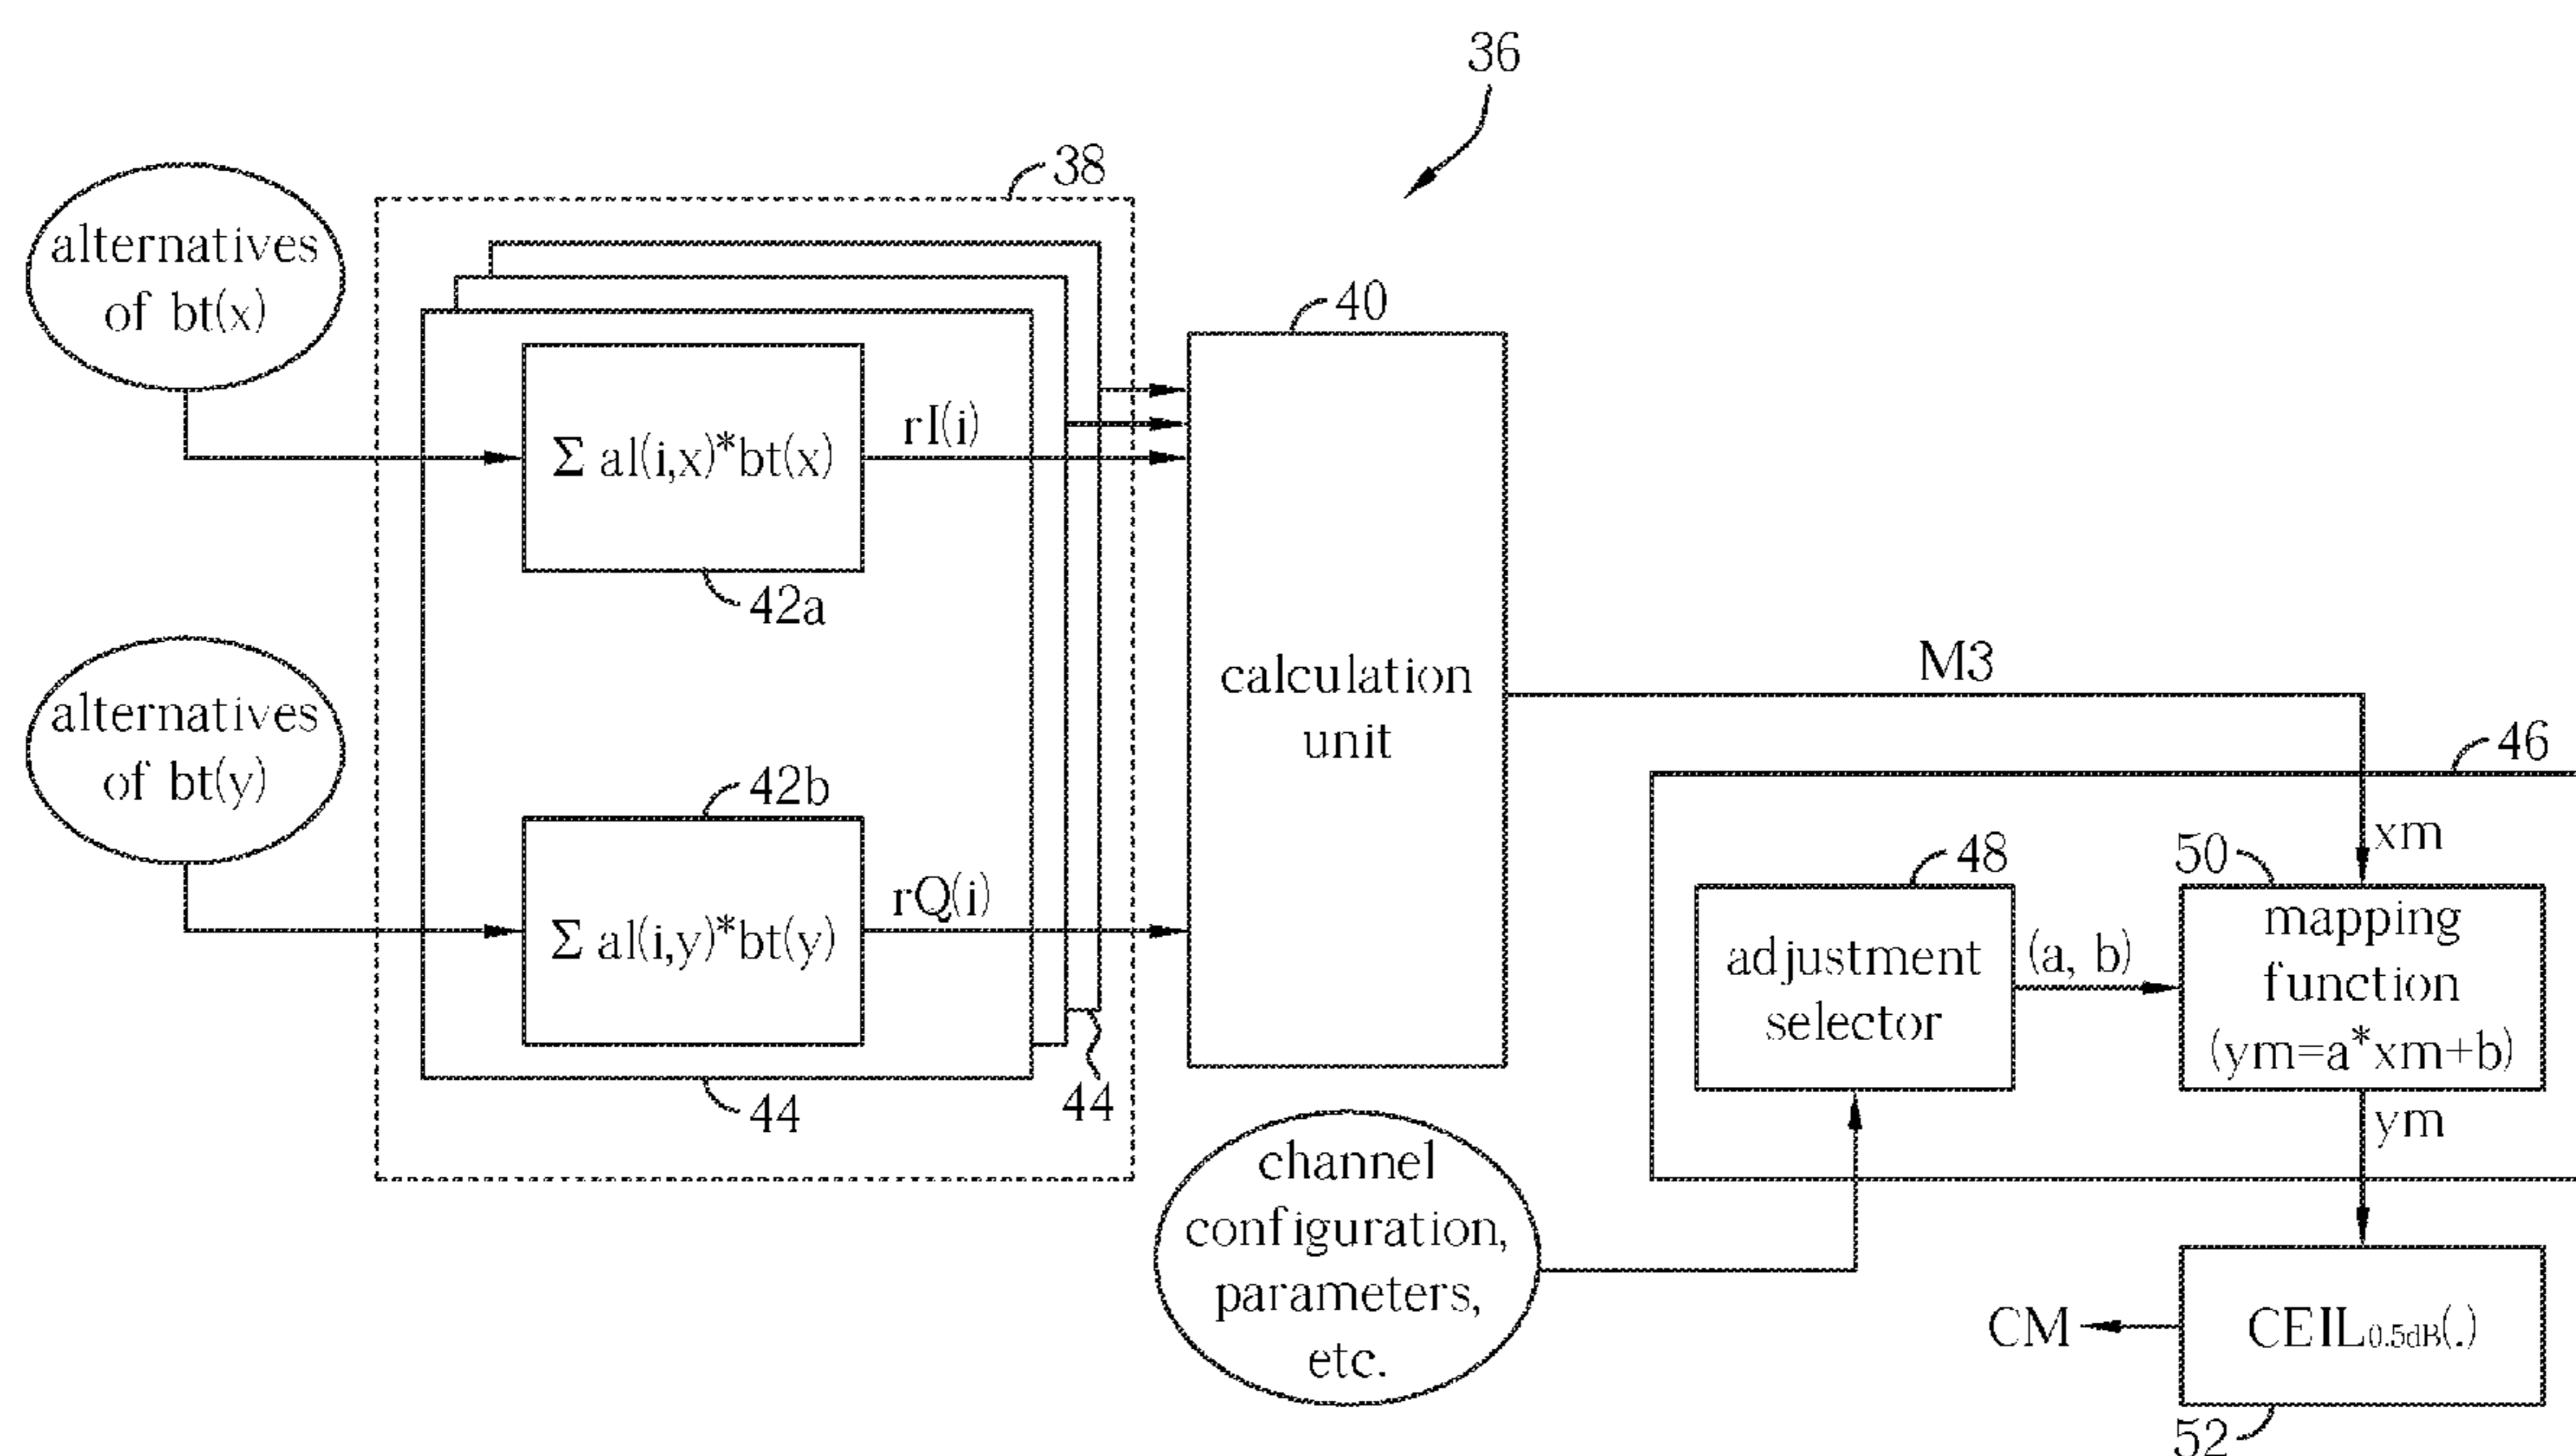 36
38
alternatives
of bt(x)
40
Σ al(i,x)*bt(x)
rI(i)
42a
calculation
unit
M3
alternatives
of bt(y)
42b
46
xm
48
50
Σ al(i,y)*bt(y)
rQ(i)
adjustment
selector
(a, b)
mapping
function
(ym=a*xm+b)
44
44
ym
channel
configuration,
parameters,
etc.
CM
CEIL0.5dB(.)
52